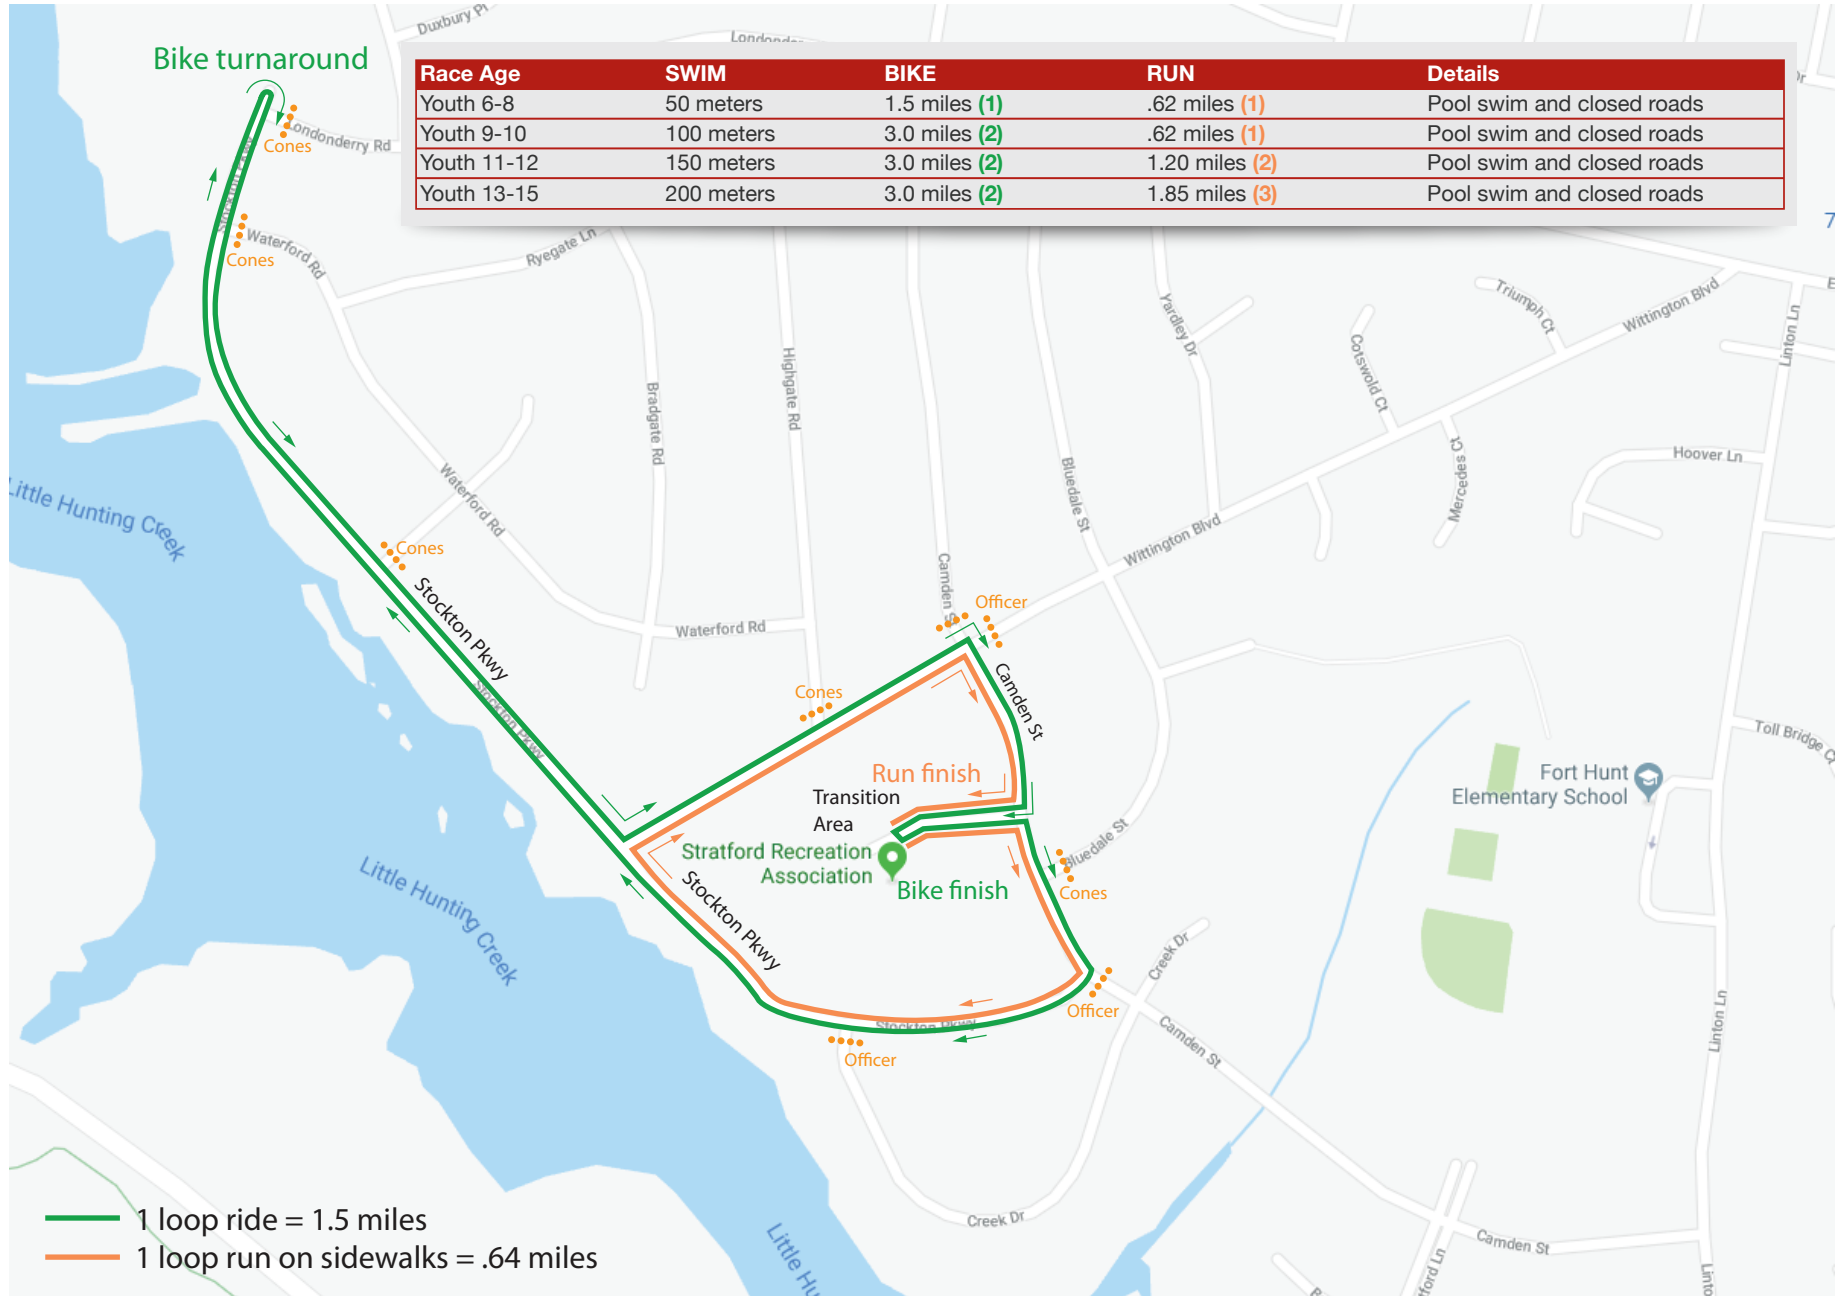 Duxbury Pl
Bike turnaround
Race Age SWIM BIKE RUN Details
Youth 6-8 50 meters 1.5 miles (1) .62 miles (1) Pool swim and closed roads
Youth 9-10 100 meters 3.0 miles (2) .62 miles (1) Pool swim and closed roads
Youth 11-12 150 meters 3.0 miles (2) 1.20 miles (2) Pool swim and closed roads
Youth 13-15 200 meters 3.0 miles (2) 1.85 miles (3) Pool swim and closed roads
Londonderry Rd
Cones
Stockton Pkwy
Waterford Rd
Cones
Ryegate Ln
Triumph Ct
Wittington Blvd
Linton Ln
Yardley Dr
Cotswold Ct
Highgate Rd
Bradgate Rd
Mercedes Ct
Hoover Ln
Bluedale St
Waterford Rd
Little Hunting Creek
Wittington Blvd
Cones
Stockton Pkwy
Stockton Pkwy
Waterford Rd
Camden St
Officer
Cones
Camden St
Run finish
Transition
Area
Stratford Recreation
Association
Bike finish
Bluedale St
Cones
Fort Hunt
Elementary School
Toll Bridge
Little Hunting Creek
Stockton Pkwy
Creek Dr
Officer
Stockton Pkwy
Officer
Camden St
Linton Ln
Creek Dr
Camden St
1 loop ride = 1.5 miles
1 loop run on sidewalks = .64 miles
Little